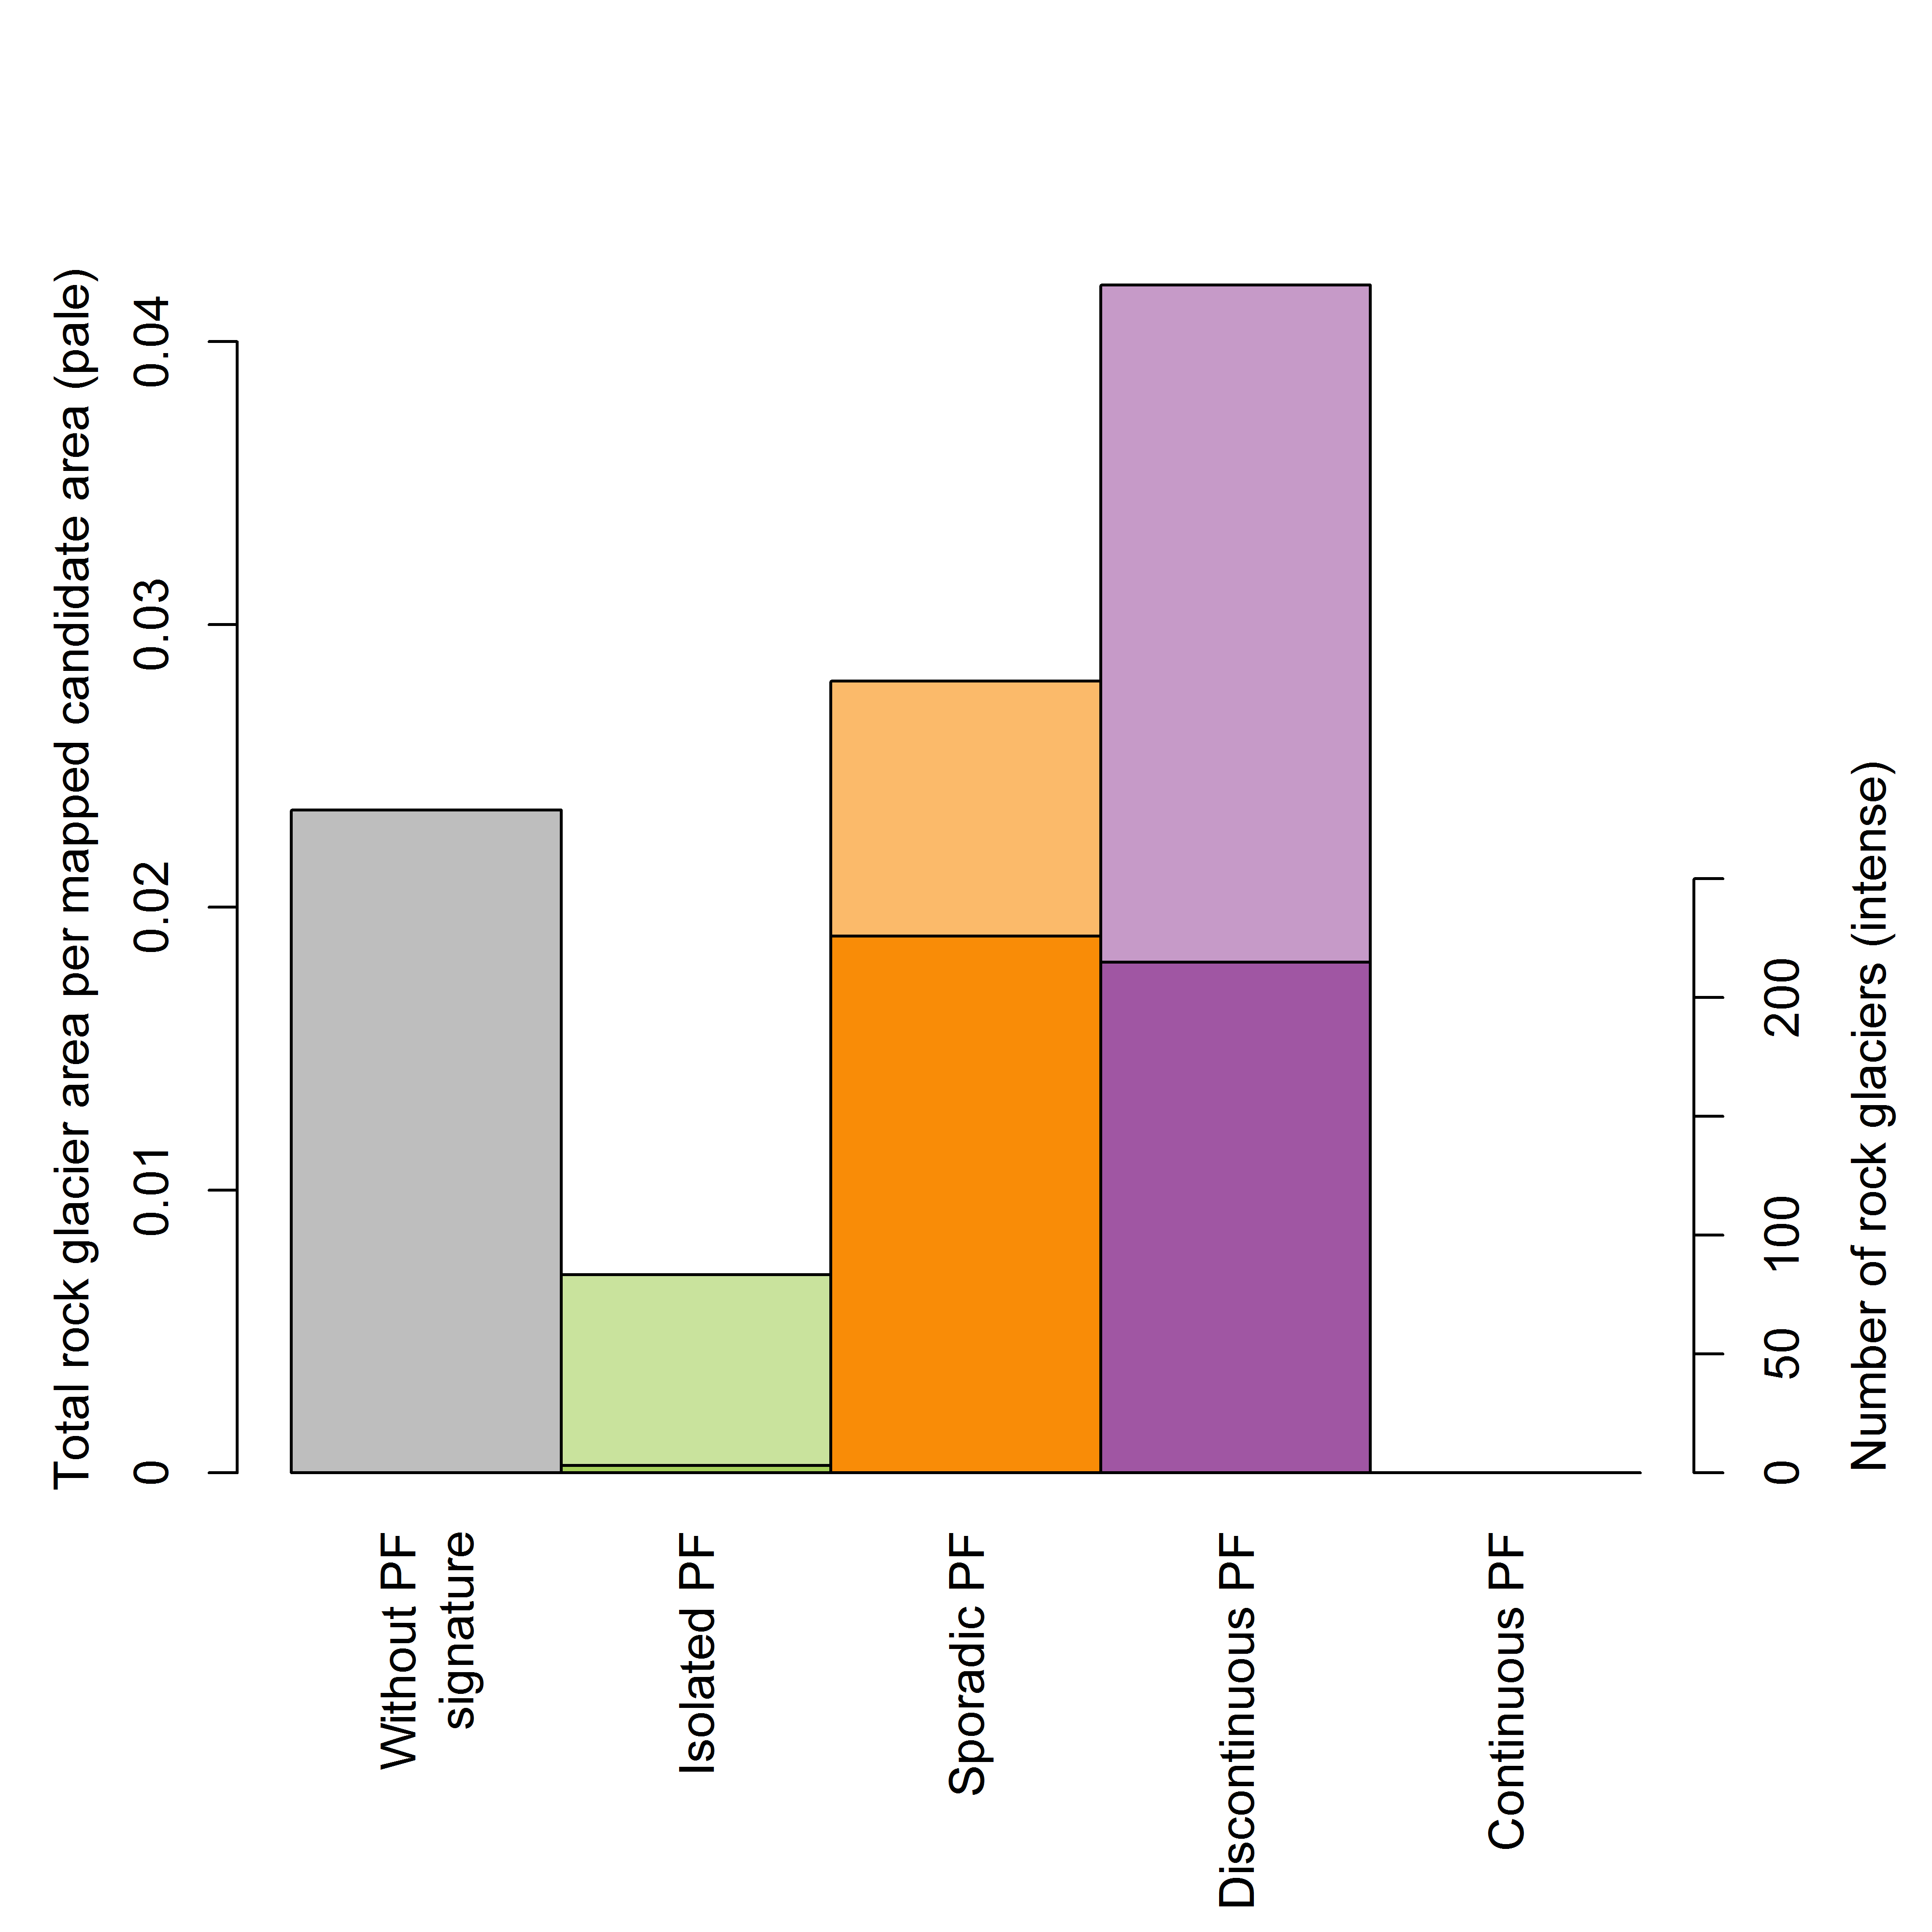 Total rock glacier area per mapped candidate area (pale)
0
0.01
0.02
0.03
0.04
Without PF
signature
Isolated PF
Sporadic PF
Discontinuous PF
Continuous PF
0
50
100
200
Number of rock glaciers (intense)